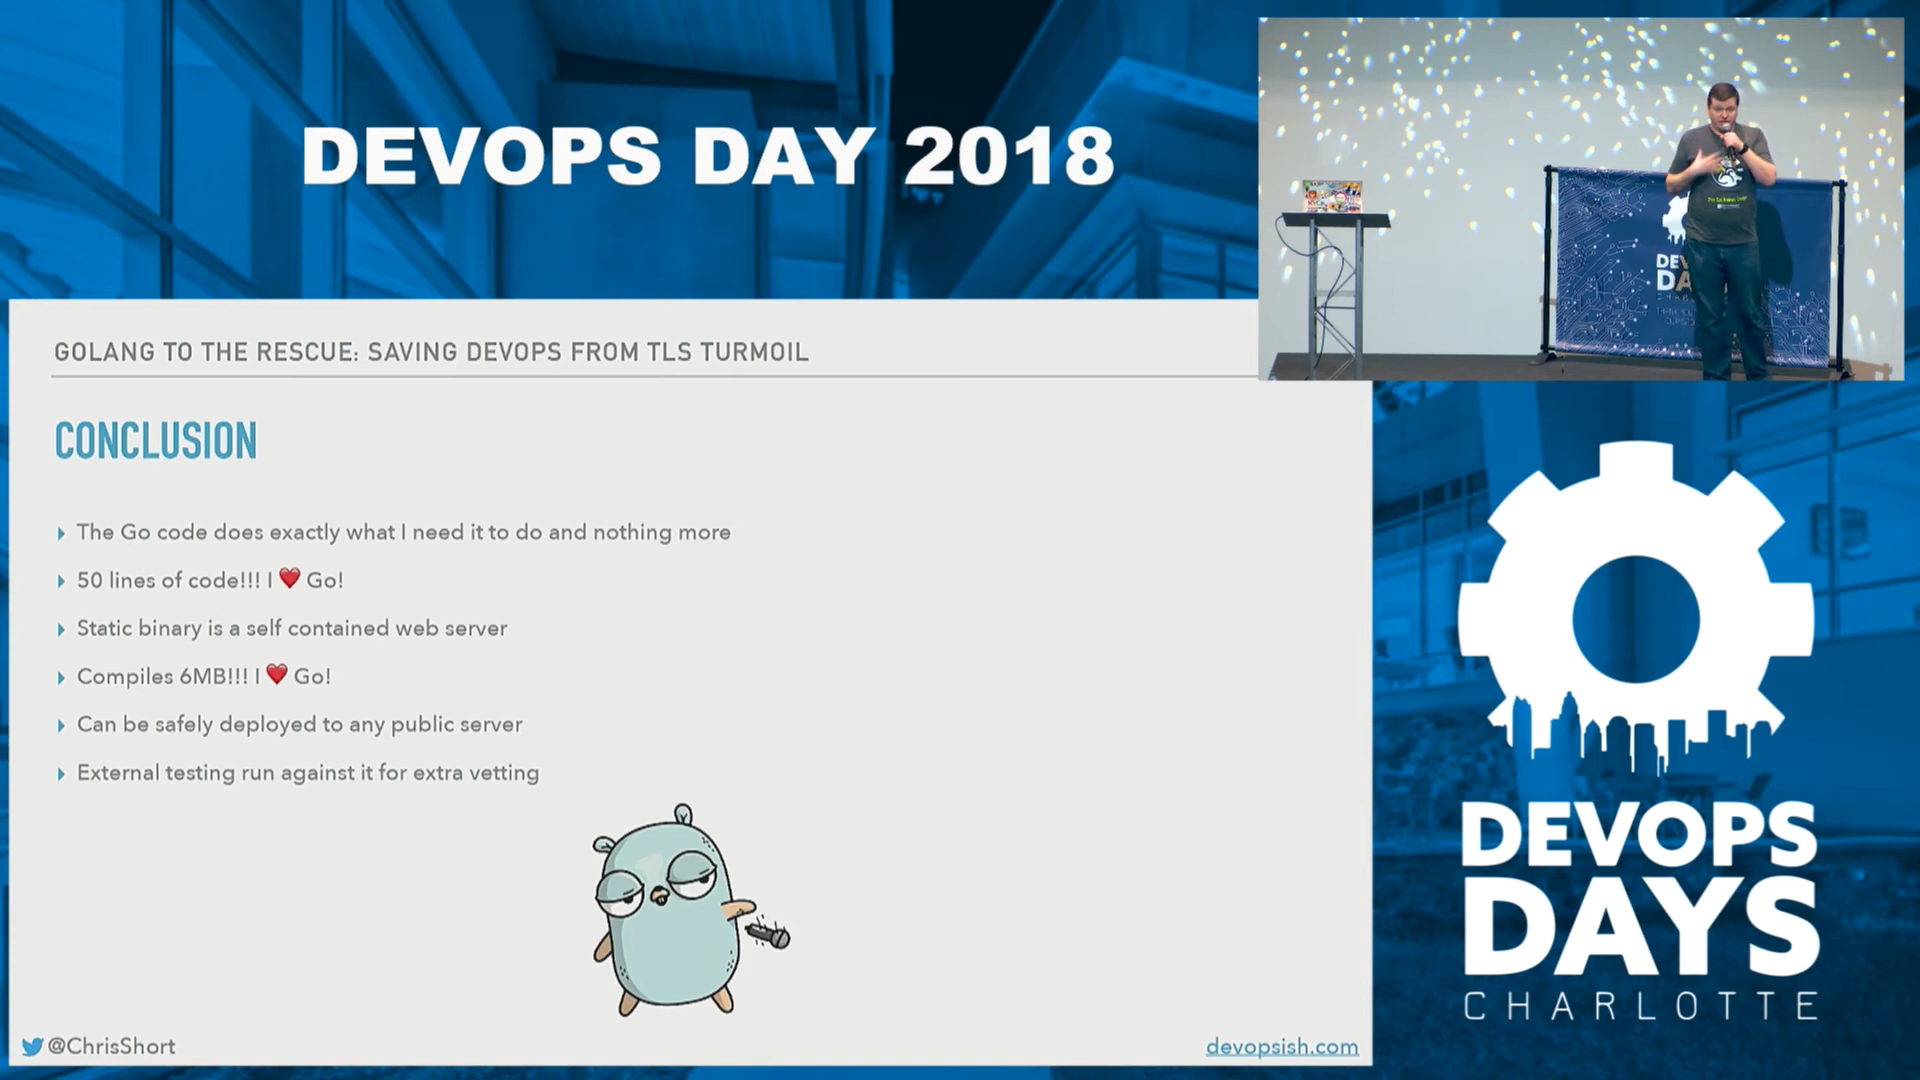 DEVOPS DAY 2018
GOLANG TO THE RESCUE: SAVING DEVOPS FROM TLS TURMOIL
CONCLUSION
The Go code does exactly what I need it to do and nothing more
50 lines of code!!! I ❤️ Go!
Static binary is a self contained web server
Compiles 6MB!!! I ❤️ Go!
Can be safely deployed to any public server
External testing run against it for extra vetting
@ChrisShort
devopsish.com
DEVOPS
DAYS
CHARLOTTE